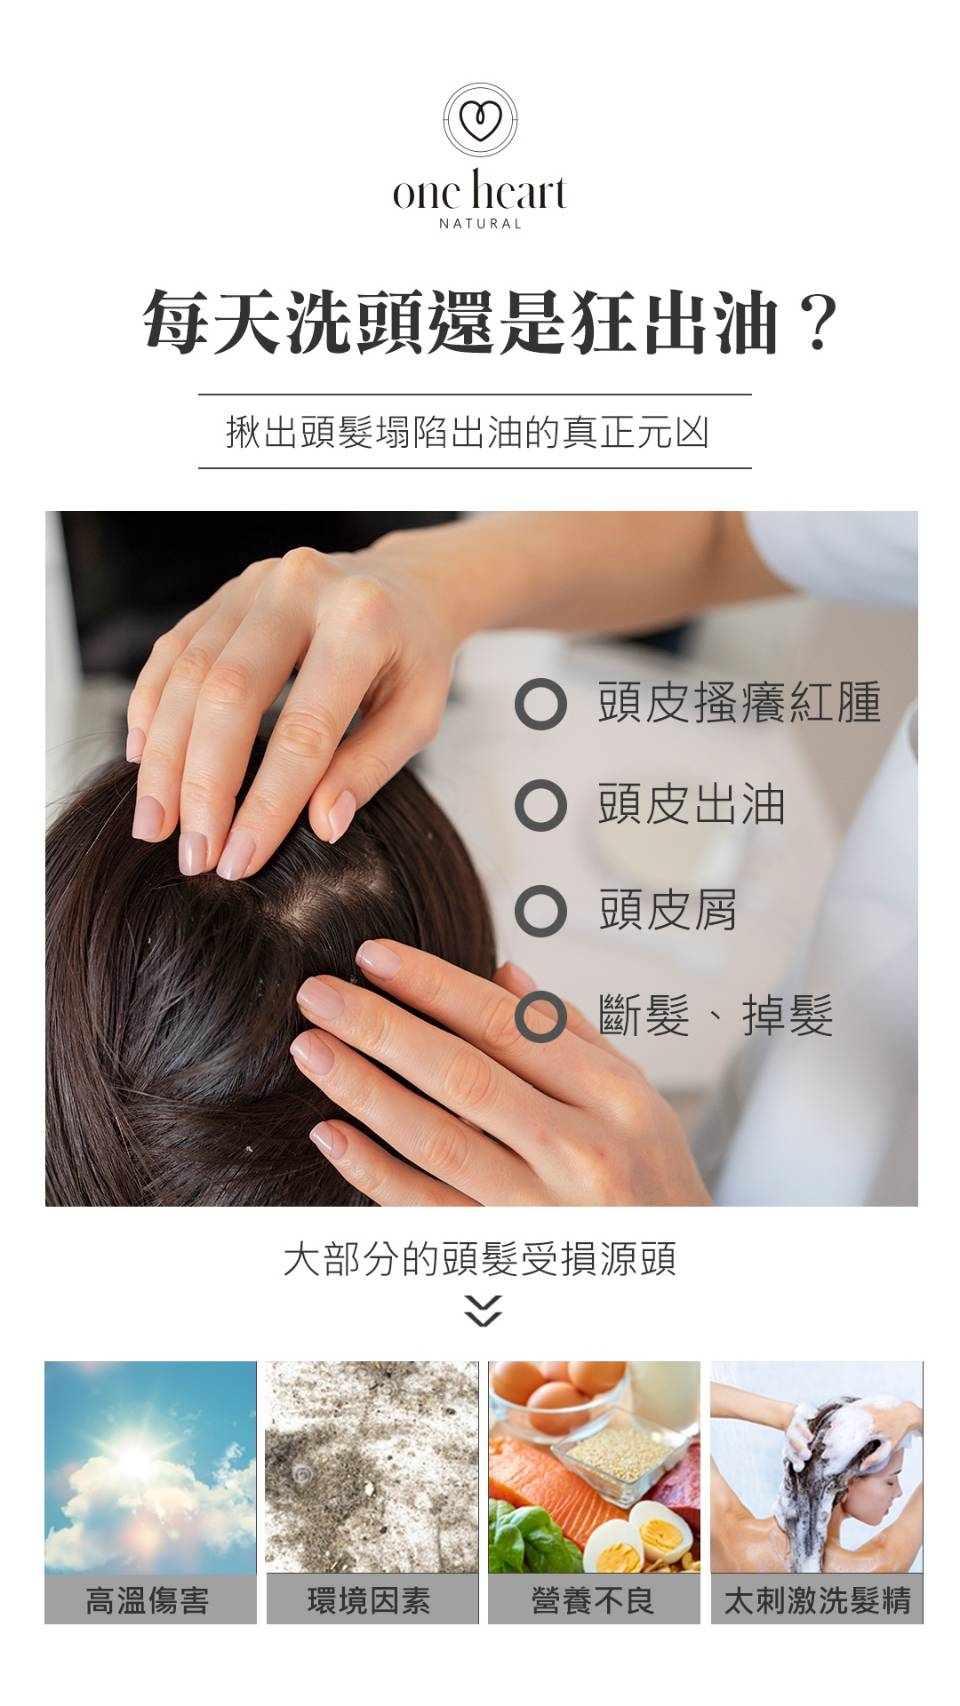 one heart
NATURAL
每天洗頭還是狂出油？
揪出頭髮塌陷出油的真正元凶
頭皮搔癢紅腫
頭皮出油
頭皮屑
斷髮、掉髮
大部分的頭髮受損源頭
高溫傷害
環境因素
營養不良
太刺激洗髮精